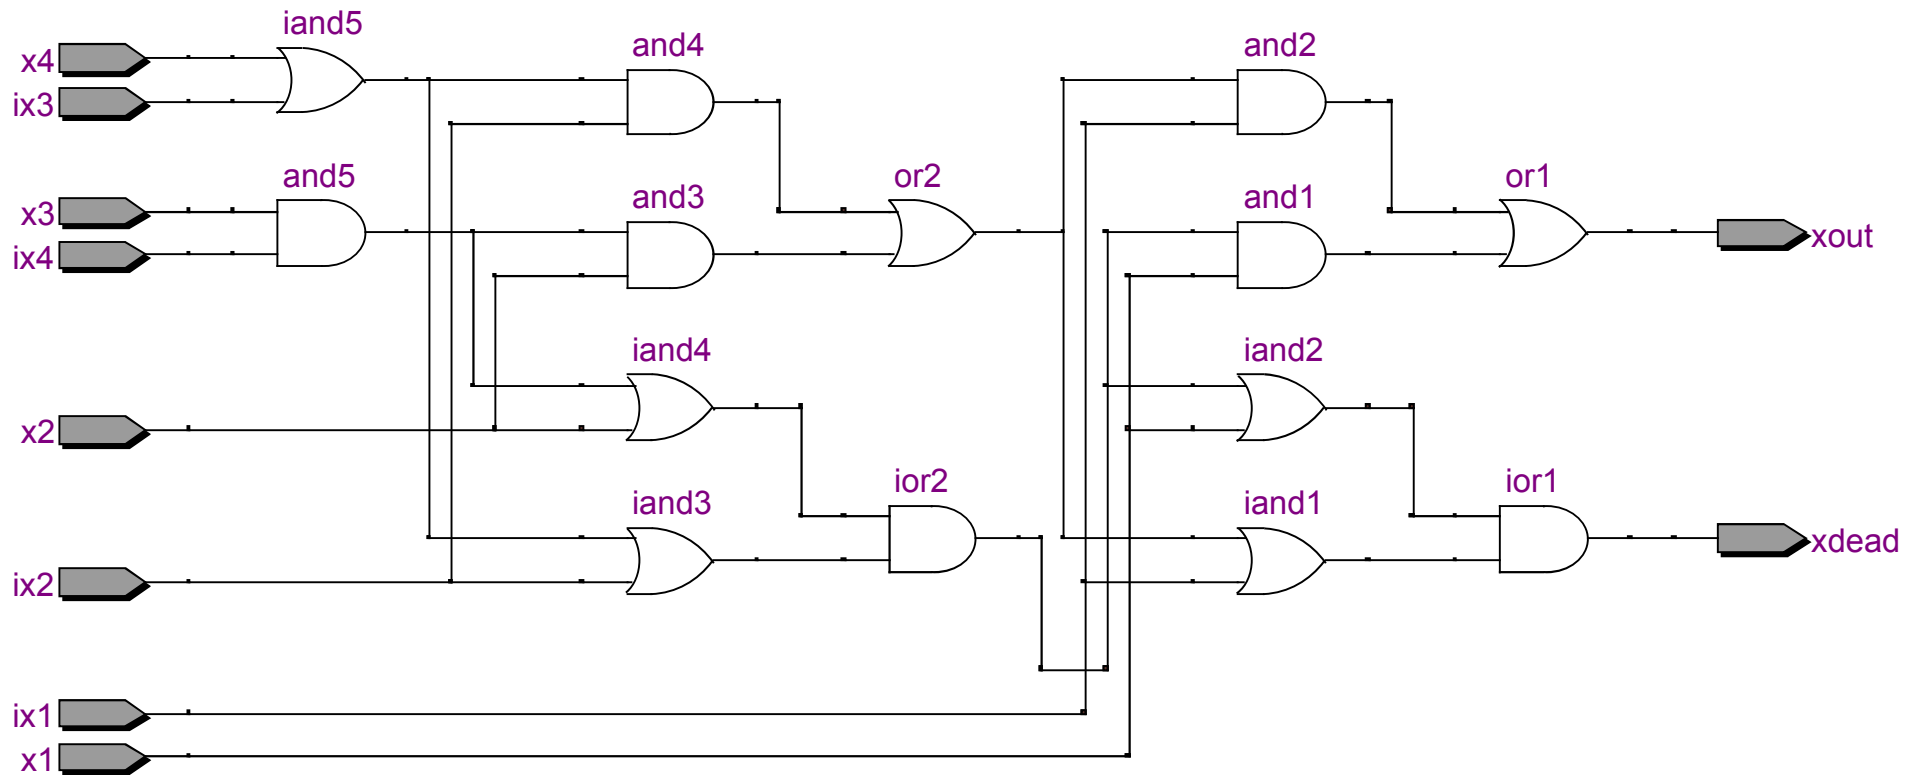 iand5
x4
and4
and2
ix3
and5
and3
or2
and1
or1
x3
xout
ix4
iand4
iand2
x2
iand3
ior2
iand1
ior1
xdead
ix2
ix1
x1